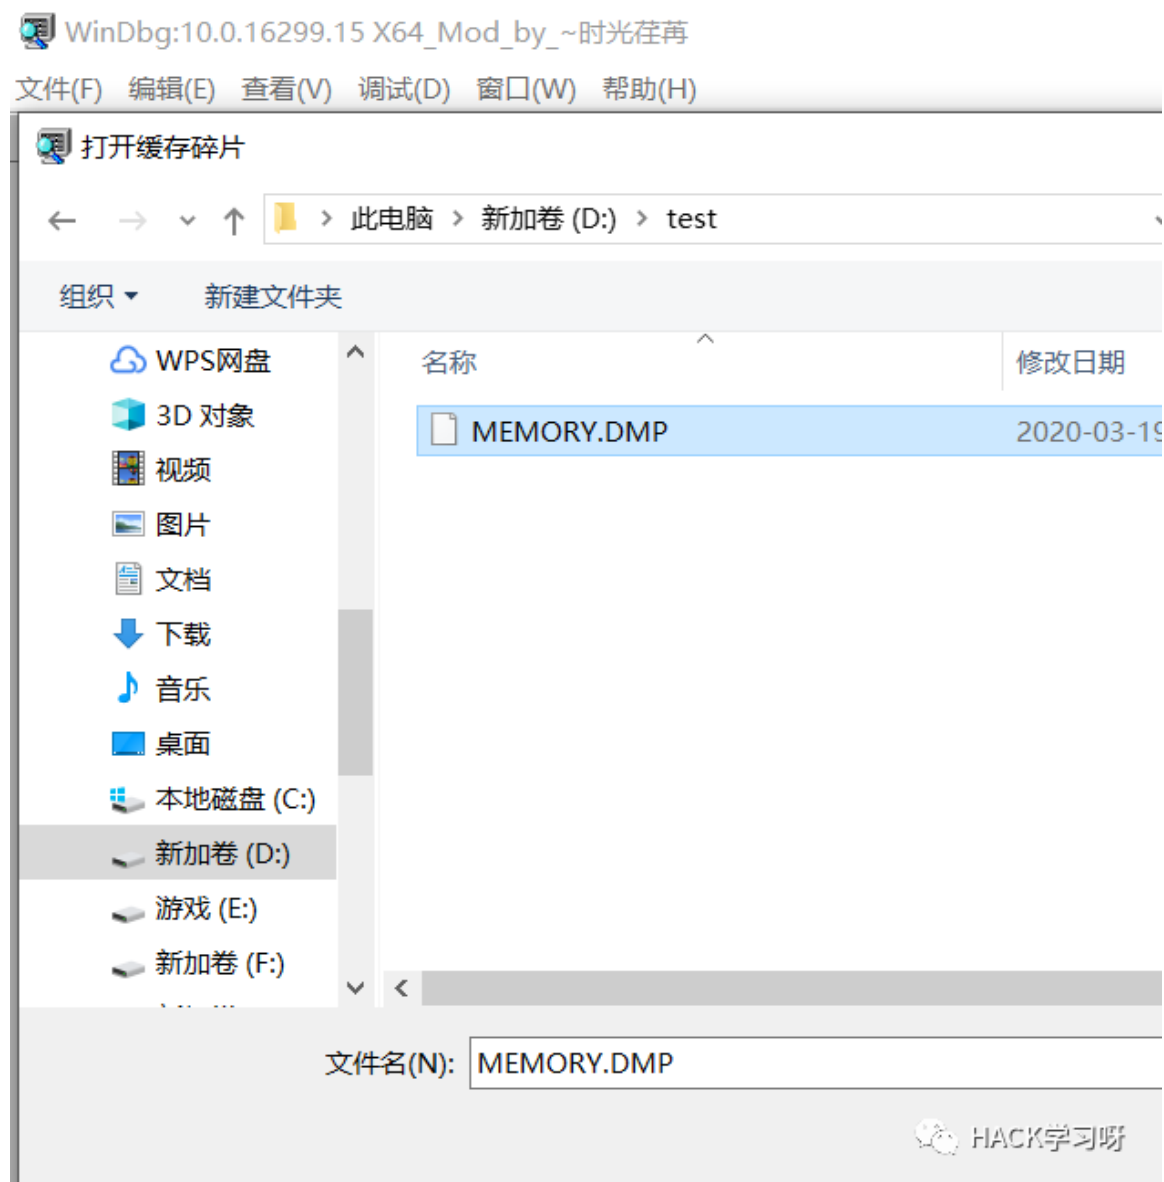 WinDbg:10.0.16299.15 X64_Mod_by_~时光荏苒
文件(F) 编辑(E) 查看(V) 调试(D) 窗口(W) 帮助(H)
打开缓存碎片
此电脑 > 新加卷 (D:) > test
组织 新建文件夹
名称 修改日期
MEMORY.DMP 2020-03-19
WPS网盘
3D 对象
视频
图片
文档
下载
音乐
桌面
本地磁盘 (C:)
新加卷 (D:)
游戏 (E:)
新加卷 (F:)
文件名(N): MEMORY.DMP
HACK学习呀